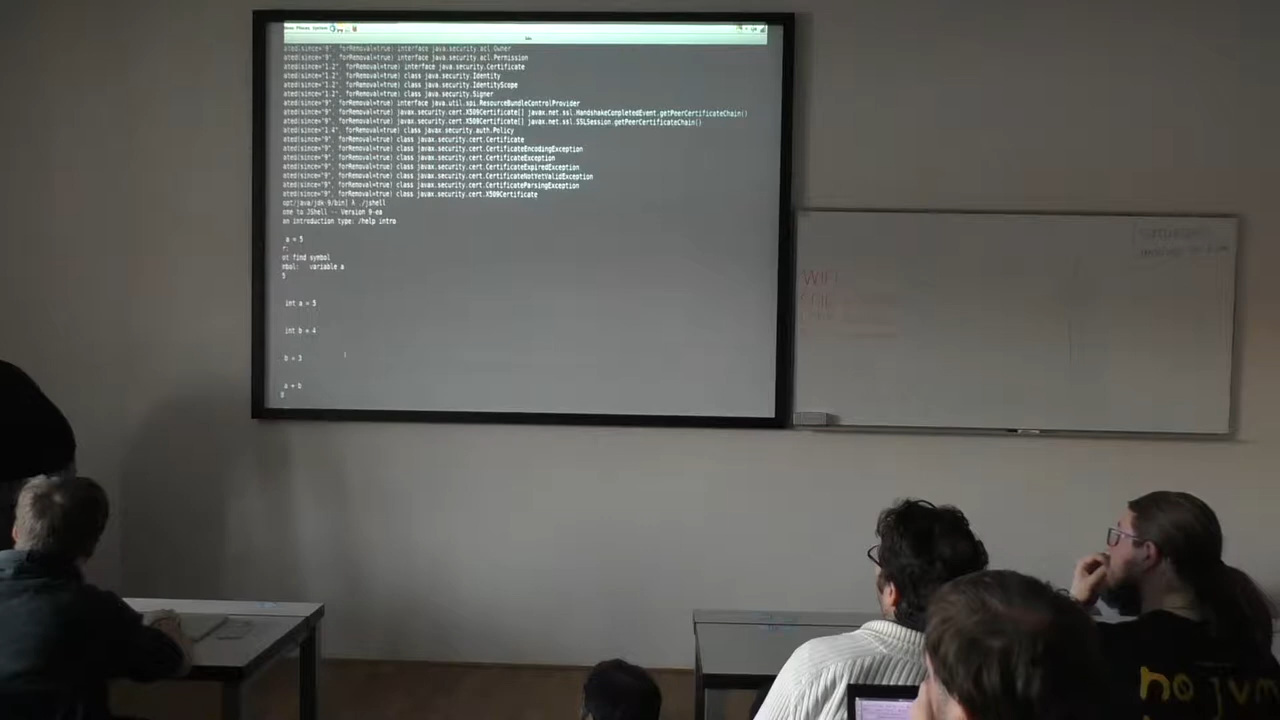 ated(since="8", forRemoval=true) interface java.security.acl.Owner
ated(since="9", forRemoval=true) interface java.security.acl.Permission
ated(since="1.2", forRemoval=true) interface java.security.Certificate
ated(since="1.2", forRemoval=true) class java.security.Identity
ated(since="1.2", forRemoval=true) class java.security.IdentityScope
ated(since="1.2", forRemoval=true) class java.security.Signer
ated(since="9", forRemoval=true) interface java.util.spi.ResourceBundleControlProvider
ated(since="9", forRemoval=true) javax.security.cert.X509Certificate[] javax.net.ssl.HandshakeCompletedEvent.getPeerCertificateChain()
ated(since="9", forRemoval=true) javax.security.cert.X509Certificate[] javax.net.ssl.SSLSession.getPeerCertificateChain()
ated(since="1.4", forRemoval=true) class javax.security.auth.Policy
ated(since="9", forRemoval=true) class javax.security.cert.Certificate
ated(since="9", forRemoval=true) class javax.security.cert.CertificateEncodingException
ated(since="9", forRemoval=true) class javax.security.cert.CertificateException
ated(since="9", forRemoval=true) class javax.security.cert.CertificateExpiredException
ated(since="9", forRemoval=true) class javax.security.cert.CertificateNotYetValidException
ated(since="9", forRemoval=true) class javax.security.cert.CertificateParsingException
ated(since="9", forRemoval=true) class javax.security.cert.X509Certificate
opt/java/jdk-9/bin] λ ./jshell
ome to JShell -- Version 9-ea
an introduction type: /help intro
a = 5
r:
ot find symbol
mbol: variable a
5
int a = 5
int b = 4
b = 3
a + b
8
WIFI
no jvm